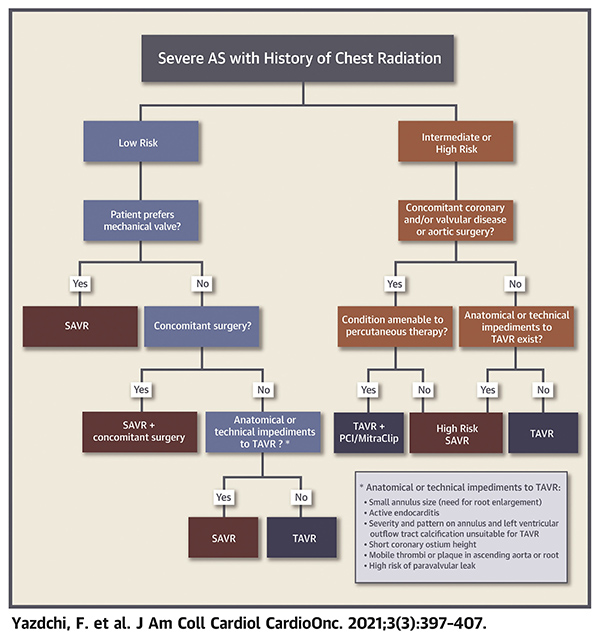 Severe AS with History of Chest Radiation
Low Risk
Intermediate or
High Risk
Patient prefers
mechanical valve?
Concomitant coronary
and/or valvular disease
or aortic surgery?
Yes
No
Yes
No
SAVR
Concomitant surgery?
Condition amenable to
percutaneous therapy?
Anatomical or technical
impediments to
TAVR exist?
Yes
No
Yes
No
Yes
No
SAVR +
concomitant surgery
Anatomical or
technical impediments
to TAVR ? *
TAVR +
PCI/MitraClip
High Risk
SAVR
TAVR
Yes
No
SAVR
TAVR
* Anatomical or technical impediments to TAVR:
• Small annulus size (need for root enlargement)
• Active endocarditis
• Severity and pattern on annulus and left ventricular
outflow tract calcification unsuitable for TAVR
• Short coronary ostium height
• Mobile thrombi or plaque in ascending aorta or root
• High risk of paravalvular leak
Yazdchi, F. et al. J Am Coll Cardiol CardioOnc. 2021;3(3):397–407.